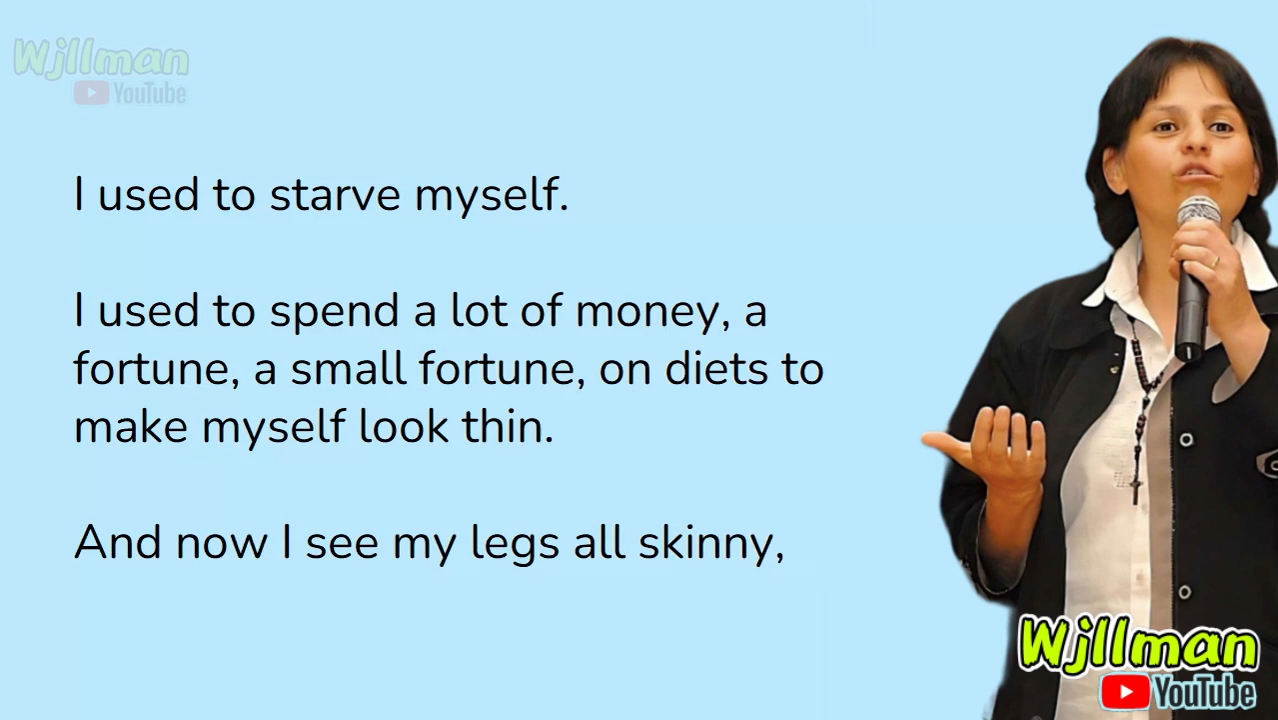 Wjllman
YouTube
I used to starve myself.
I used to spend a lot of money, a
fortune, a small fortune, on diets to
make myself look thin.
And now I see my legs all skinny,
Wjllman
YouTube